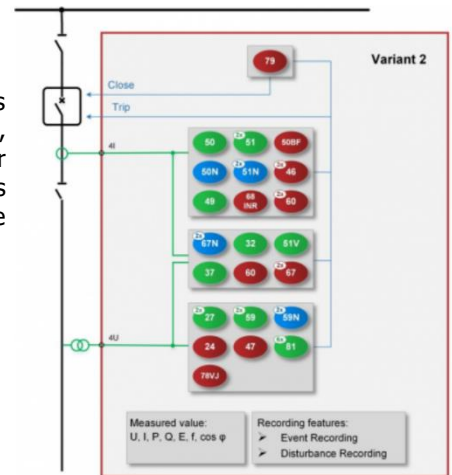 Variant 2
79
Close
Trip
s
,
r
s
e
4I
50 2x 51 50BF
50N 2x 51N 2x 46
49 68 INR 2x 60
2x 67N 32 51V
37 60 2x 67
4U
2x 27 2x 59 2x 59N
24 47 81
78VJ
Measured value:
U, I, P, Q, E, f, cos φ
Recording features:
➢ Event Recording
➢ Disturbance Recording